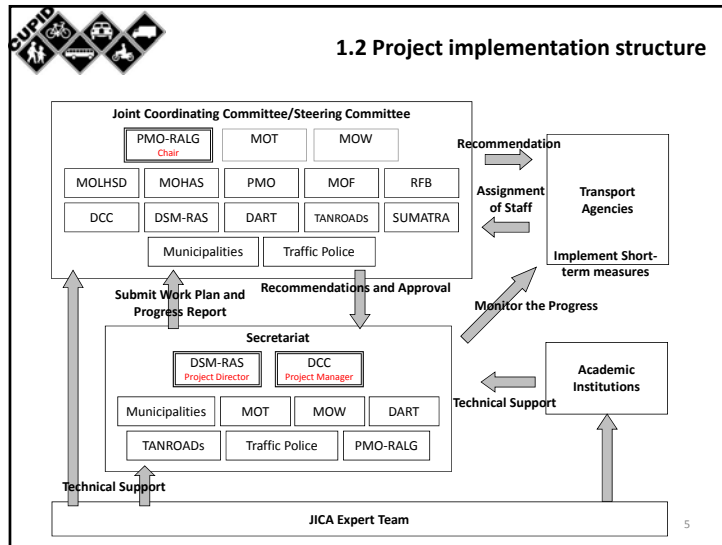 CUPID
1.2 Project implementation structure
Joint Coordinating Committee/Steering Committee
PMO-RALG
Chair
MOT
MOW
MOLHSD
MOHAS
PMO
MOF
RFB
DCC
DSM-RAS
DART
TANROADs
SUMATRA
Municipalities
Traffic Police
Recommendation
Assignment
of Staff
Transport
Agencies
Implement Short-
term measures
Submit Work Plan and
Progress Report
Recommendations and Approval
Monitor the Progress
Secretariat
DSM-RAS
Project Director
DCC
Project Manager
Municipalities
MOT
MOW
DART
TANROADs
Traffic Police
PMO-RALG
Technical Support
Academic
Institutions
Technical Support
JICA Expert Team
5